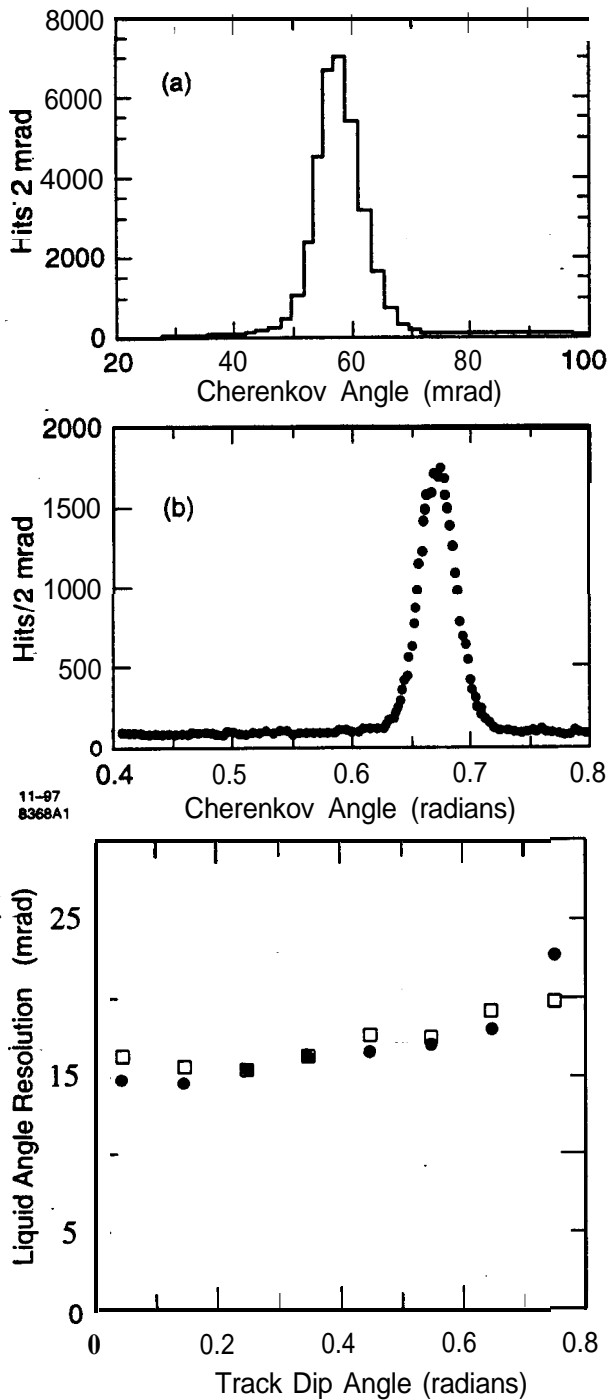 8000
6000
4000
2000
0
Hits 2 mrad
(a)
20 40 60 80 100
Cherenkov Angle (mrad)
2000
1500
1000
500
0
Hits/2 mrad
(b)
0.4 0.5 0.6 0.7 0.8
Cherenkov Angle (radians)
11-97
8368A1
25
15
5
0
Liquid Angle Resolution (mrad)
0 0.2 0.4 0.6 0.8
Track Dip Angle (radians)